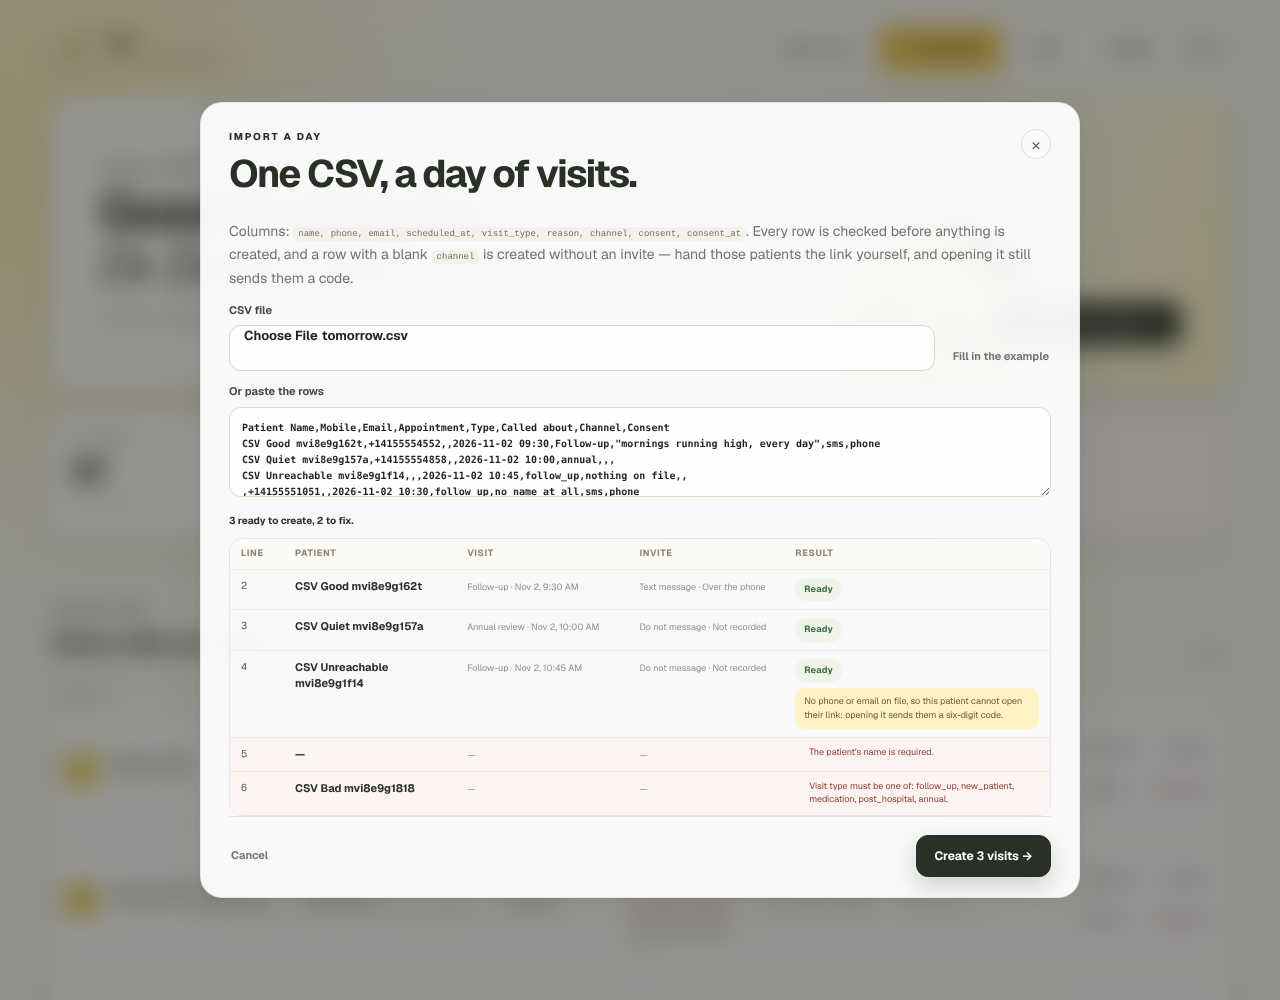 IMPORT A DAY
One CSV, a day of visits.
×
Columns: name, phone, email, scheduled_at, visit_type, reason, channel, consent, consent_at. Every row is checked before anything is
created, and a row with a blank channel is created without an invite — hand those patients the link yourself, and opening it still
sends them a code.
CSV file
Choose File tomorrow.csv
Fill in the example
Or paste the rows
Patient Name,Mobile,Email,Appointment,Type,Called about,Channel,Consent
CSV Good mvi8e9g162t,+14155554552,,2026-11-02 09:30,Follow-up,"mornings running high, every day",sms,phone
CSV Quiet mvi8e9g157a,+14155554858,,2026-11-02 10:00,annual,,,
CSV Unreachable mvi8e9g1f14,,,2026-11-02 10:45,follow_up,nothing on file,,
,+14155551051,,2026-11-02 10:30,follow_up,no name at all,sms,phone
3 ready to create, 2 to fix.
LINE PATIENT VISIT INVITE RESULT
2 CSV Good mvi8e9g162t Follow-up · Nov 2, 9:30 AM Text message · Over the phone Ready
3 CSV Quiet mvi8e9g157a Annual review · Nov 2, 10:00 AM Do not message · Not recorded Ready
4 CSV Unreachable Follow-up · Nov 2, 10:45 AM Do not message · Not recorded Ready
mvi8e9g1f14
No phone or email on file, so this patient cannot open
their link: opening it sends them a six-digit code.
5 — — — The patient's name is required.
6 CSV Bad mvi8e9g1818 — — Visit type must be one of: follow_up, new_patient,
medication, post_hospital, annual.
Cancel
Create 3 visits →